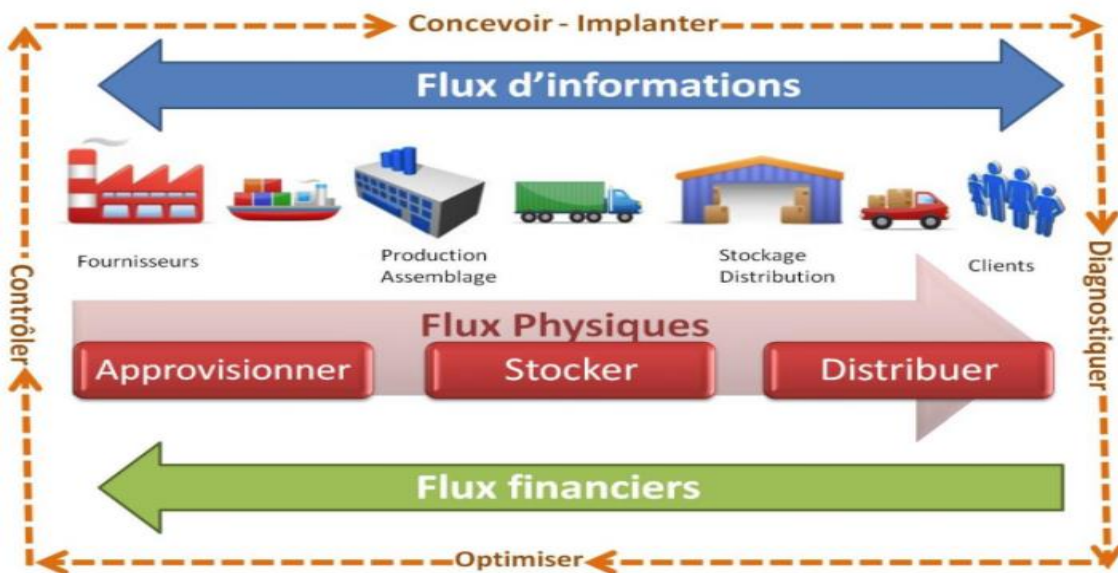 Concevoir - Implanter
Flux d'informations
Fournisseurs
Production
Assemblage
Stockage
Distribution
Clients
Contrôler
Diagnostiquer
Flux Physiques
Approvisionner
Stocker
Distribuer
Flux financiers
Optimiser